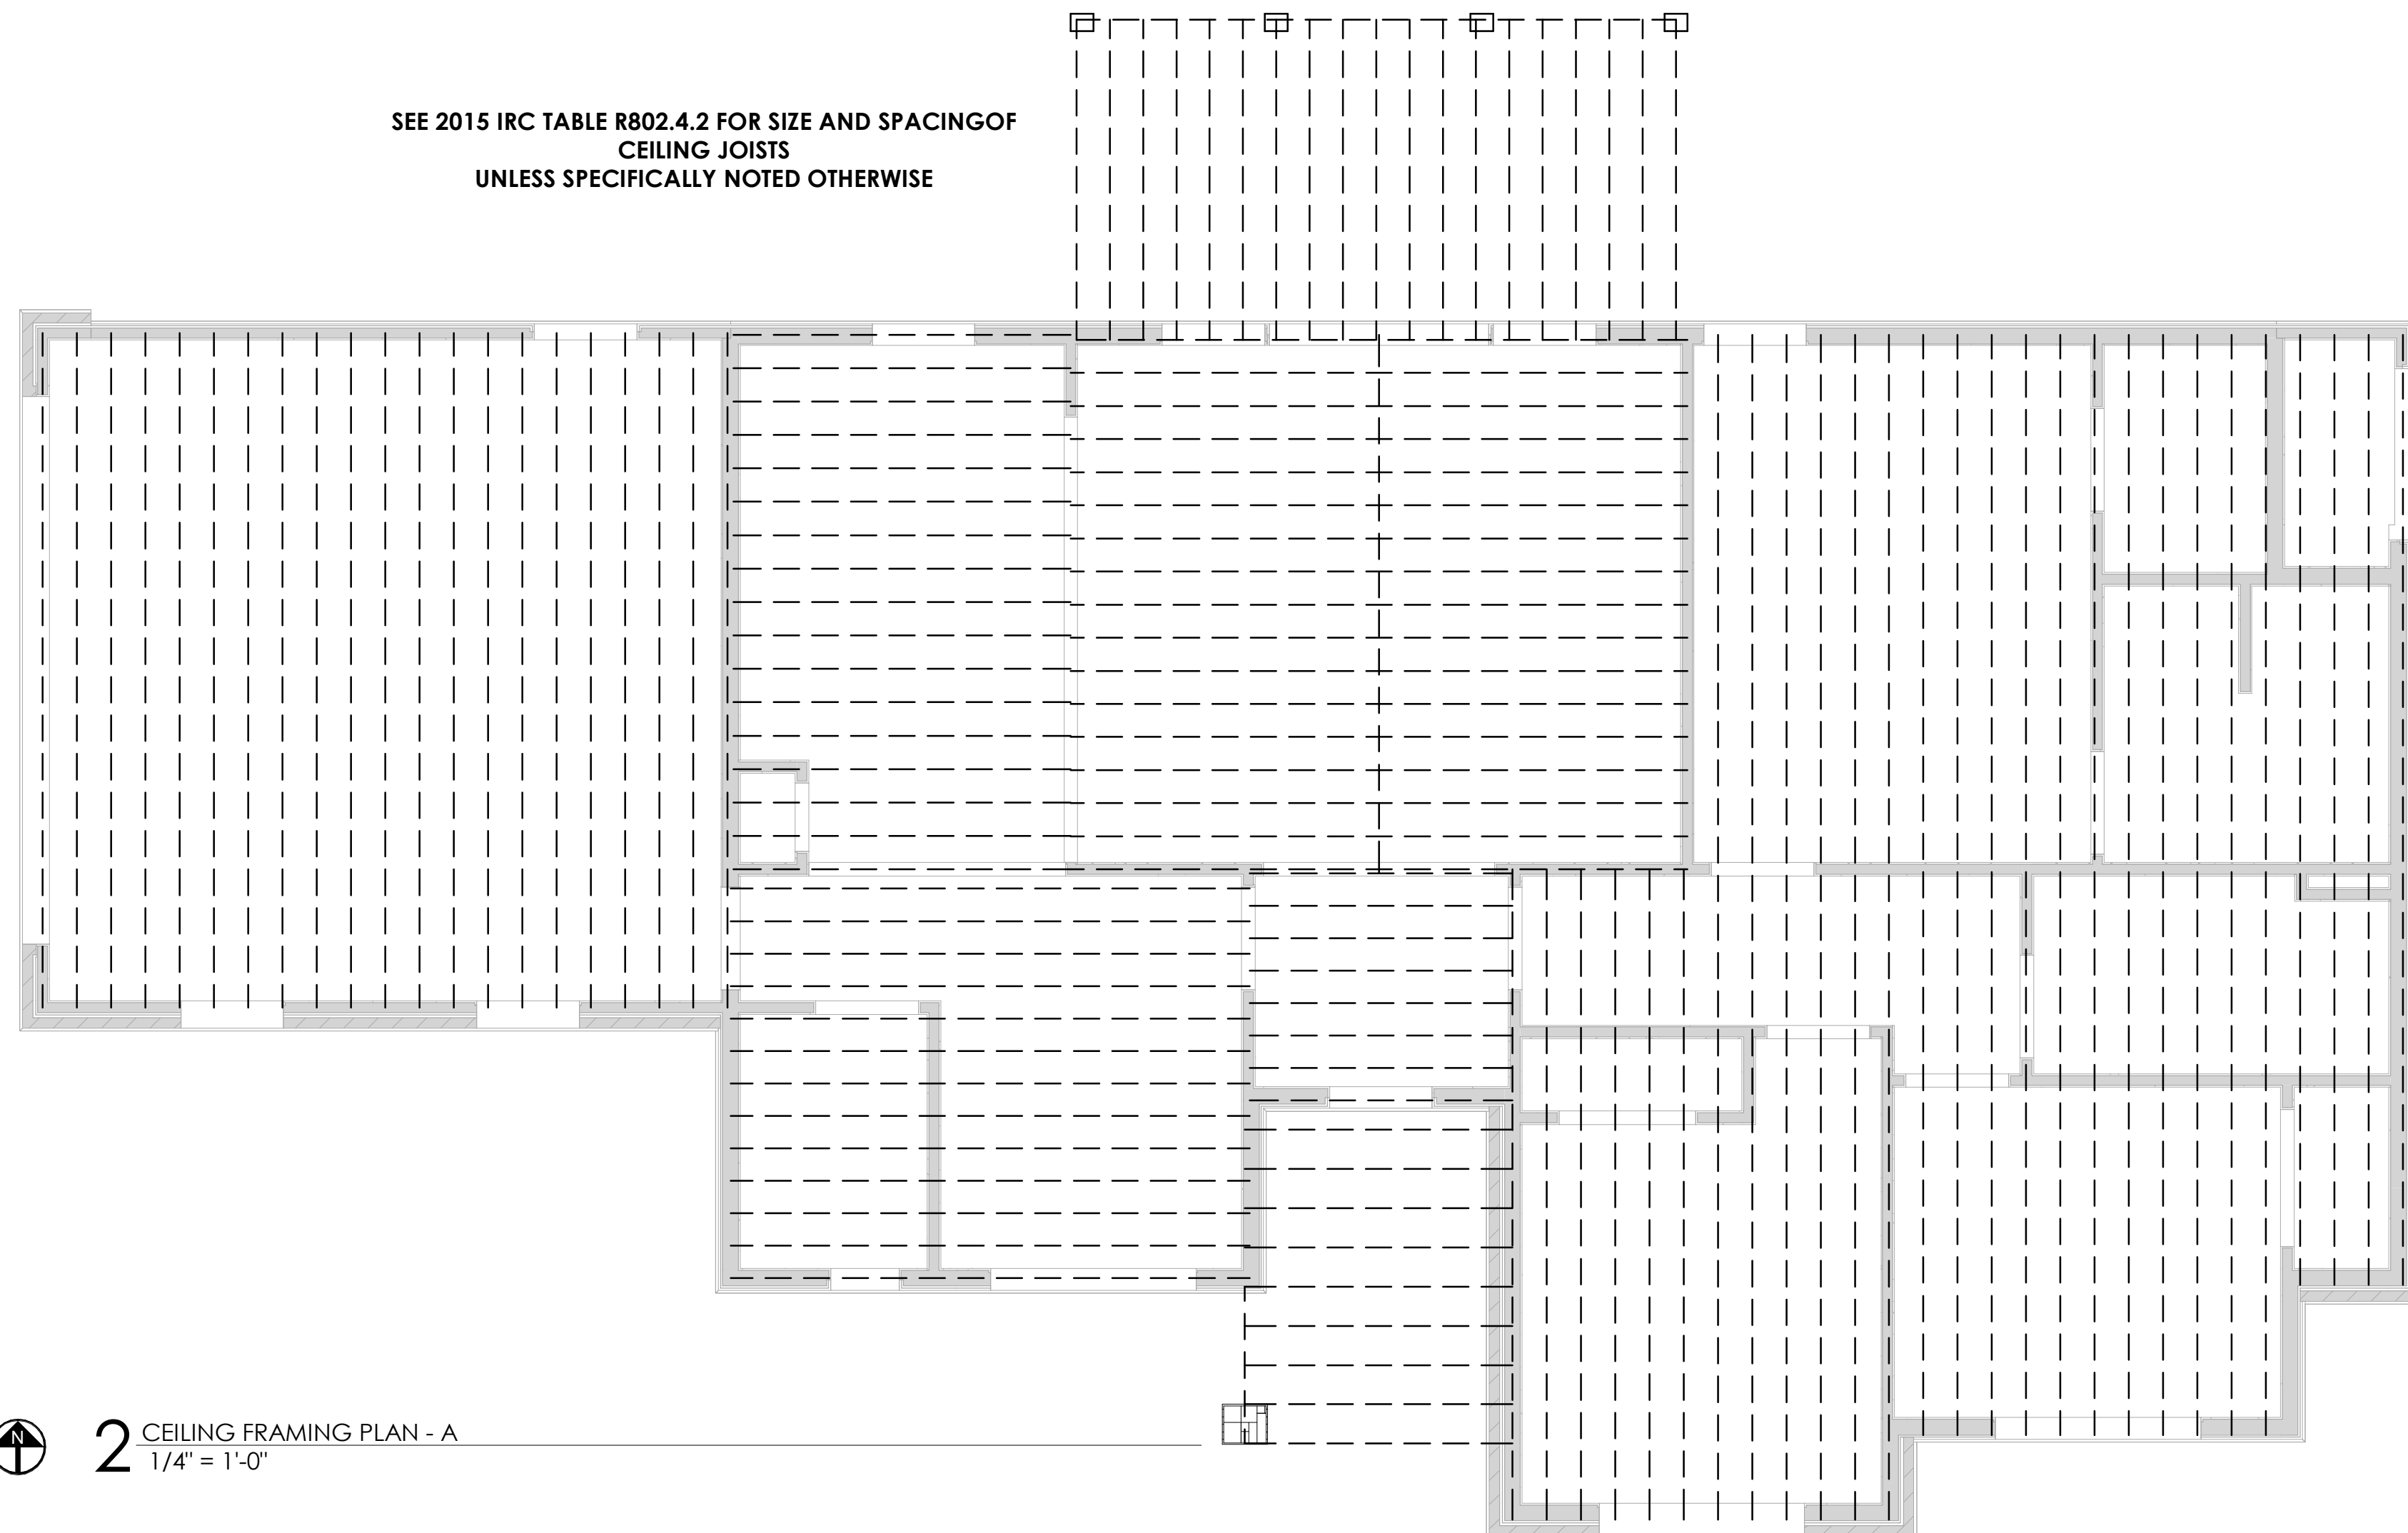 SEE 2015 IRC TABLE R802.4.2 FOR SIZE AND SPACINGOF
CEILING JOISTS
UNLESS SPECIFICALLY NOTED OTHERWISE
N
2 CEILING FRAMING PLAN - A
1/4" = 1'-0"